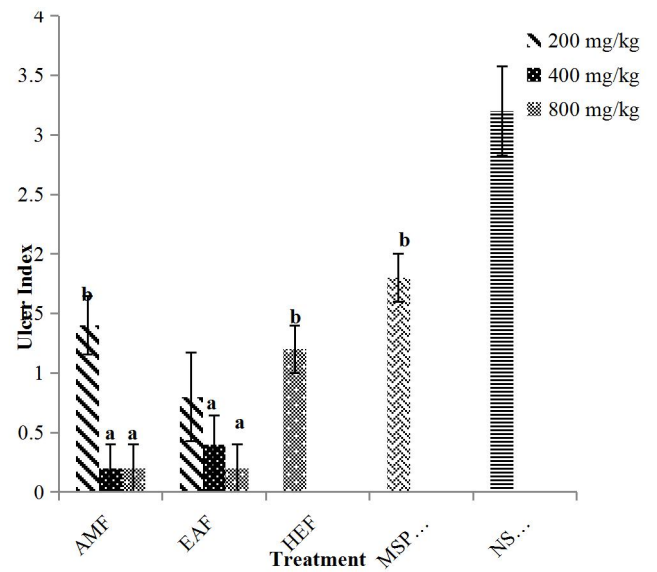 4
3.5
3
2.5
2
1.5
1
0.5
0
Ulcer Index
200 mg/kg
400 mg/kg
800 mg/kg
b
a
a
a
a
b
b
AMF
EAF
HEF
MSP…
NS…
Treatment